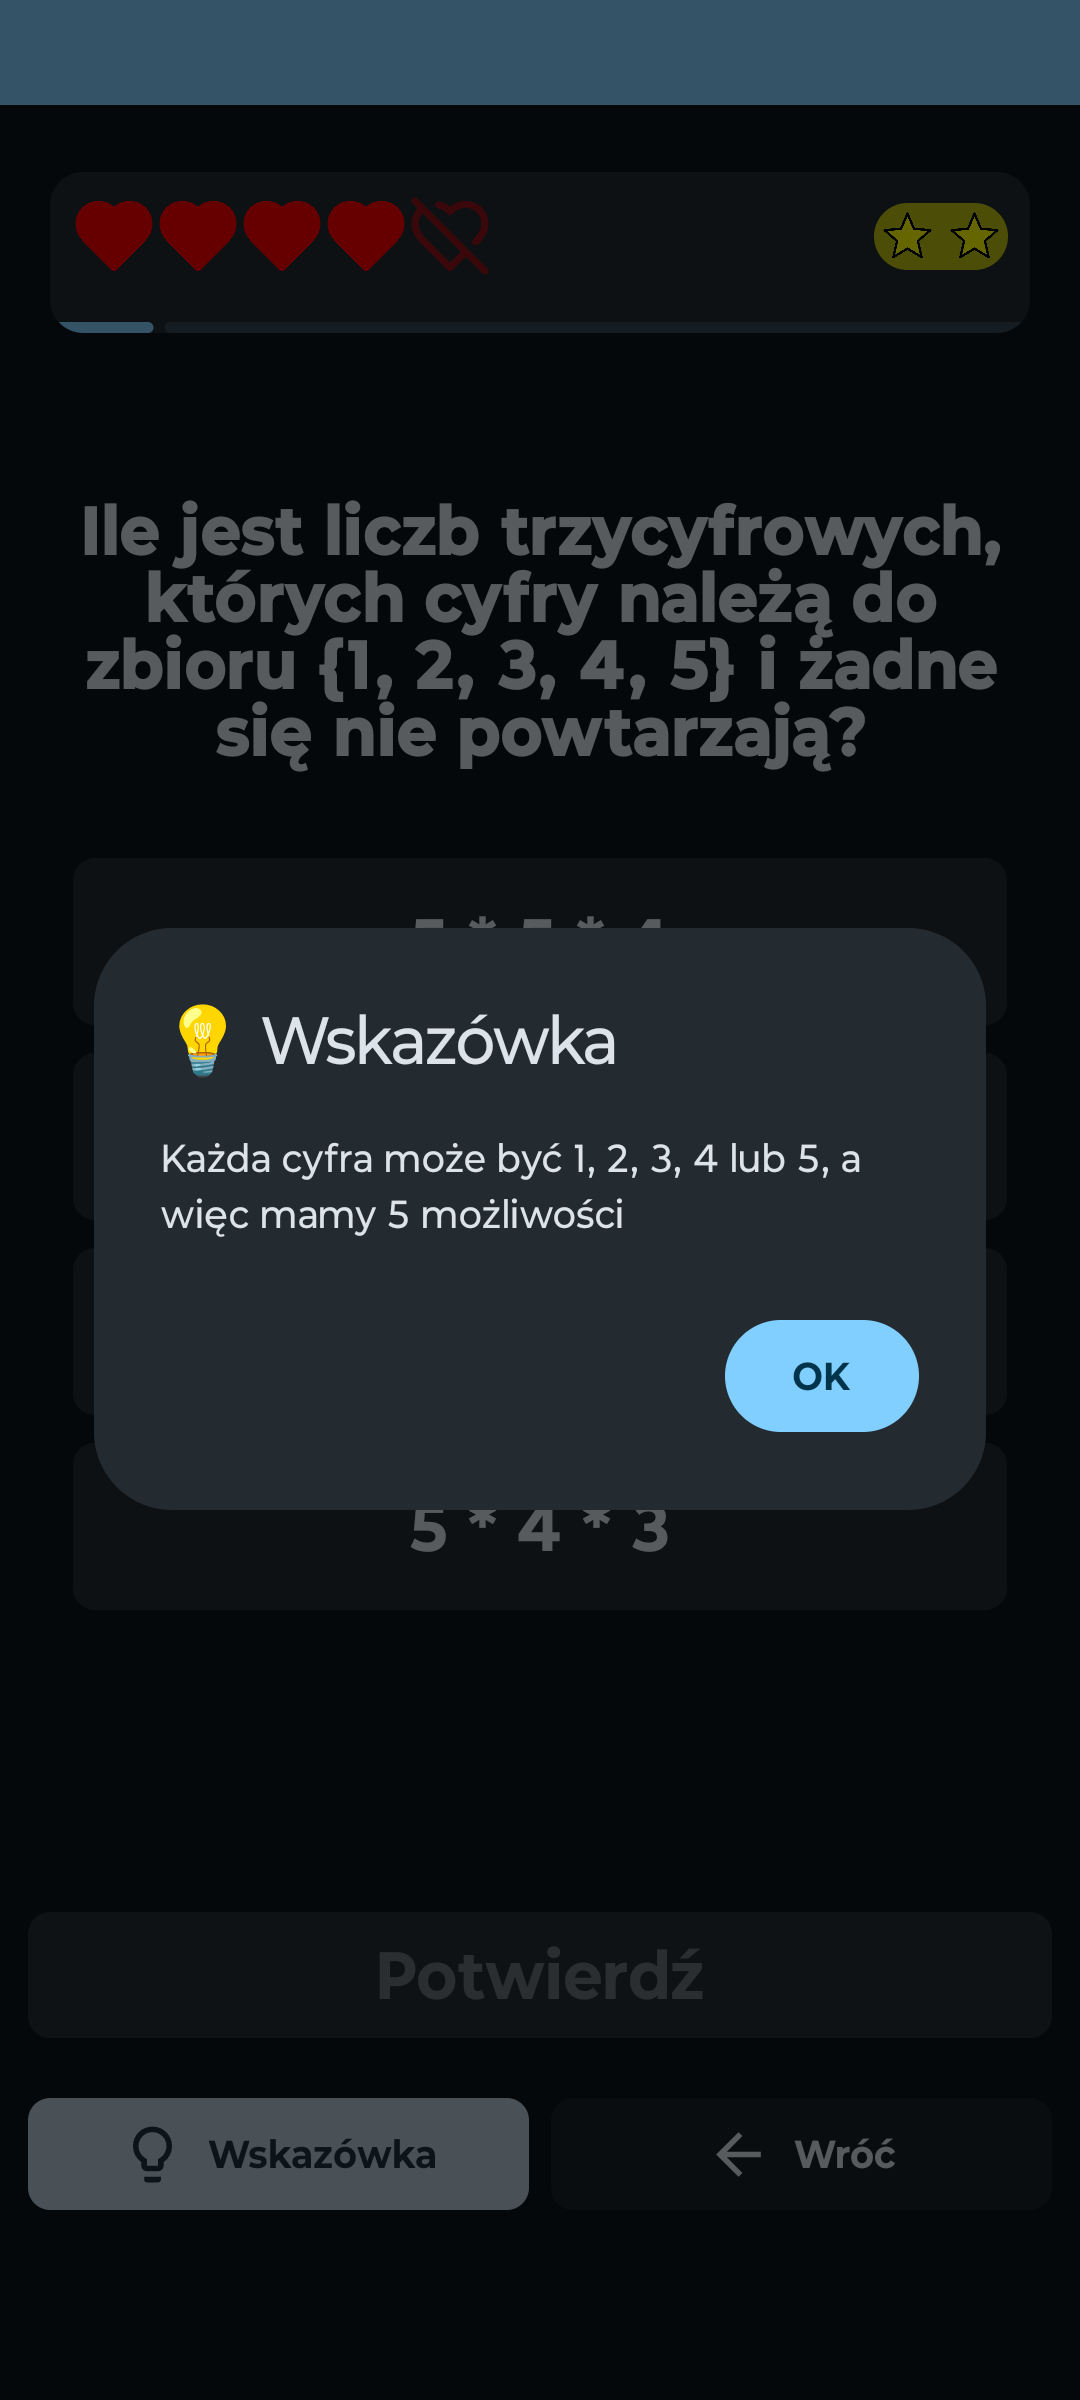 Ile jest liczb trzycyfrowych,
których cyfry należą do
zbioru {1, 2, 3, 4, 5} i żadne
się nie powtarzają?
💡 Wskazówka
Każda cyfra może być 1, 2, 3, 4 lub 5, a
więc mamy 5 możliwości
OK
5 * 4 * 3
Potwierdź
Wskazówka
Wróć